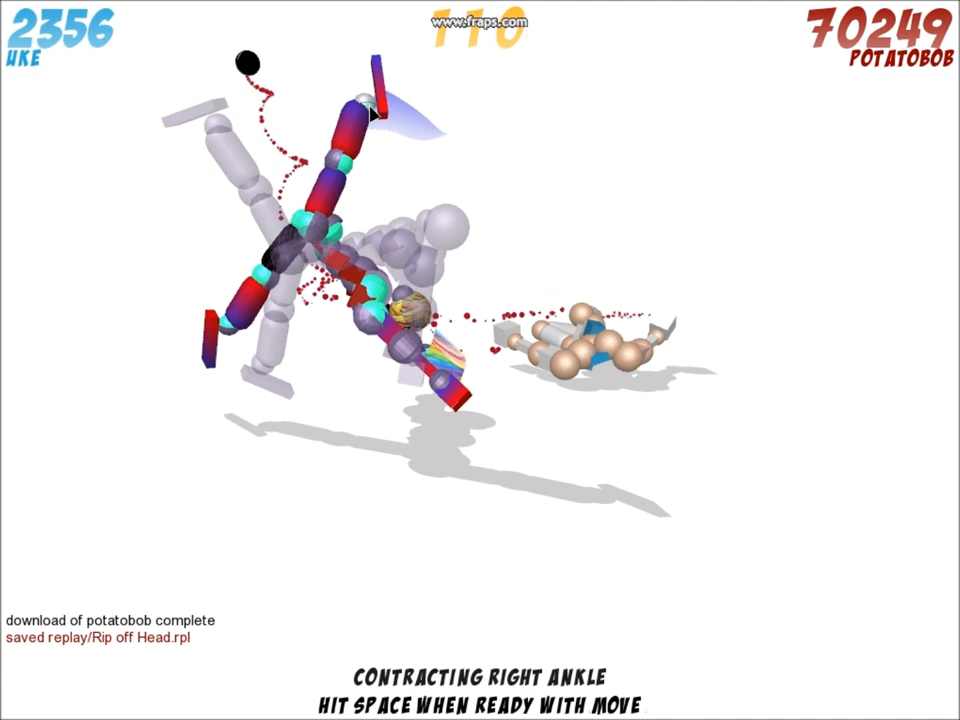 2356
UKE
www.fraps.com
110
70249
POTATOBOB
download of potatobob complete
saved replay/Rip off Head.rpl
CONTRACTING RIGHT ANKLE
HIT SPACE WHEN READY WITH MOVE